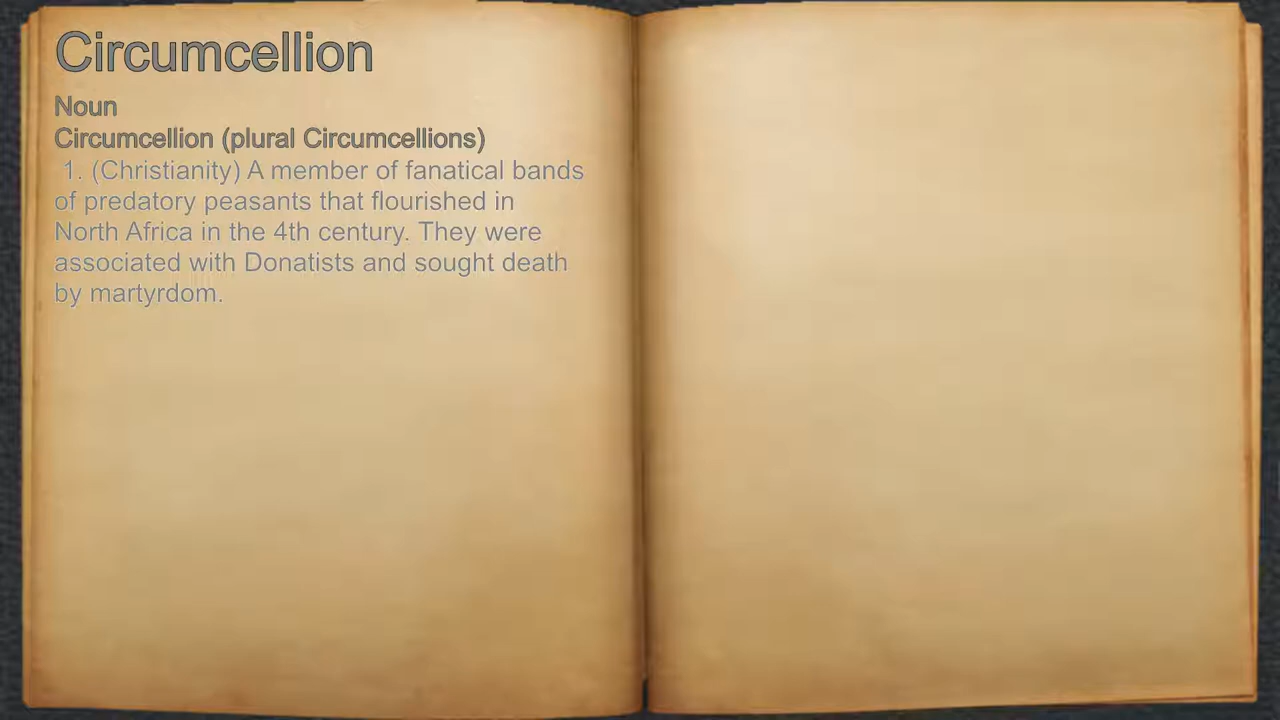 Circumcellion
Noun
Circumcellion (plural Circumcellions)
1. (Christianity) A member of fanatical bands
of predatory peasants that flourished in
North Africa in the 4th century. They were
associated with Donatists and sought death
by martyrdom.